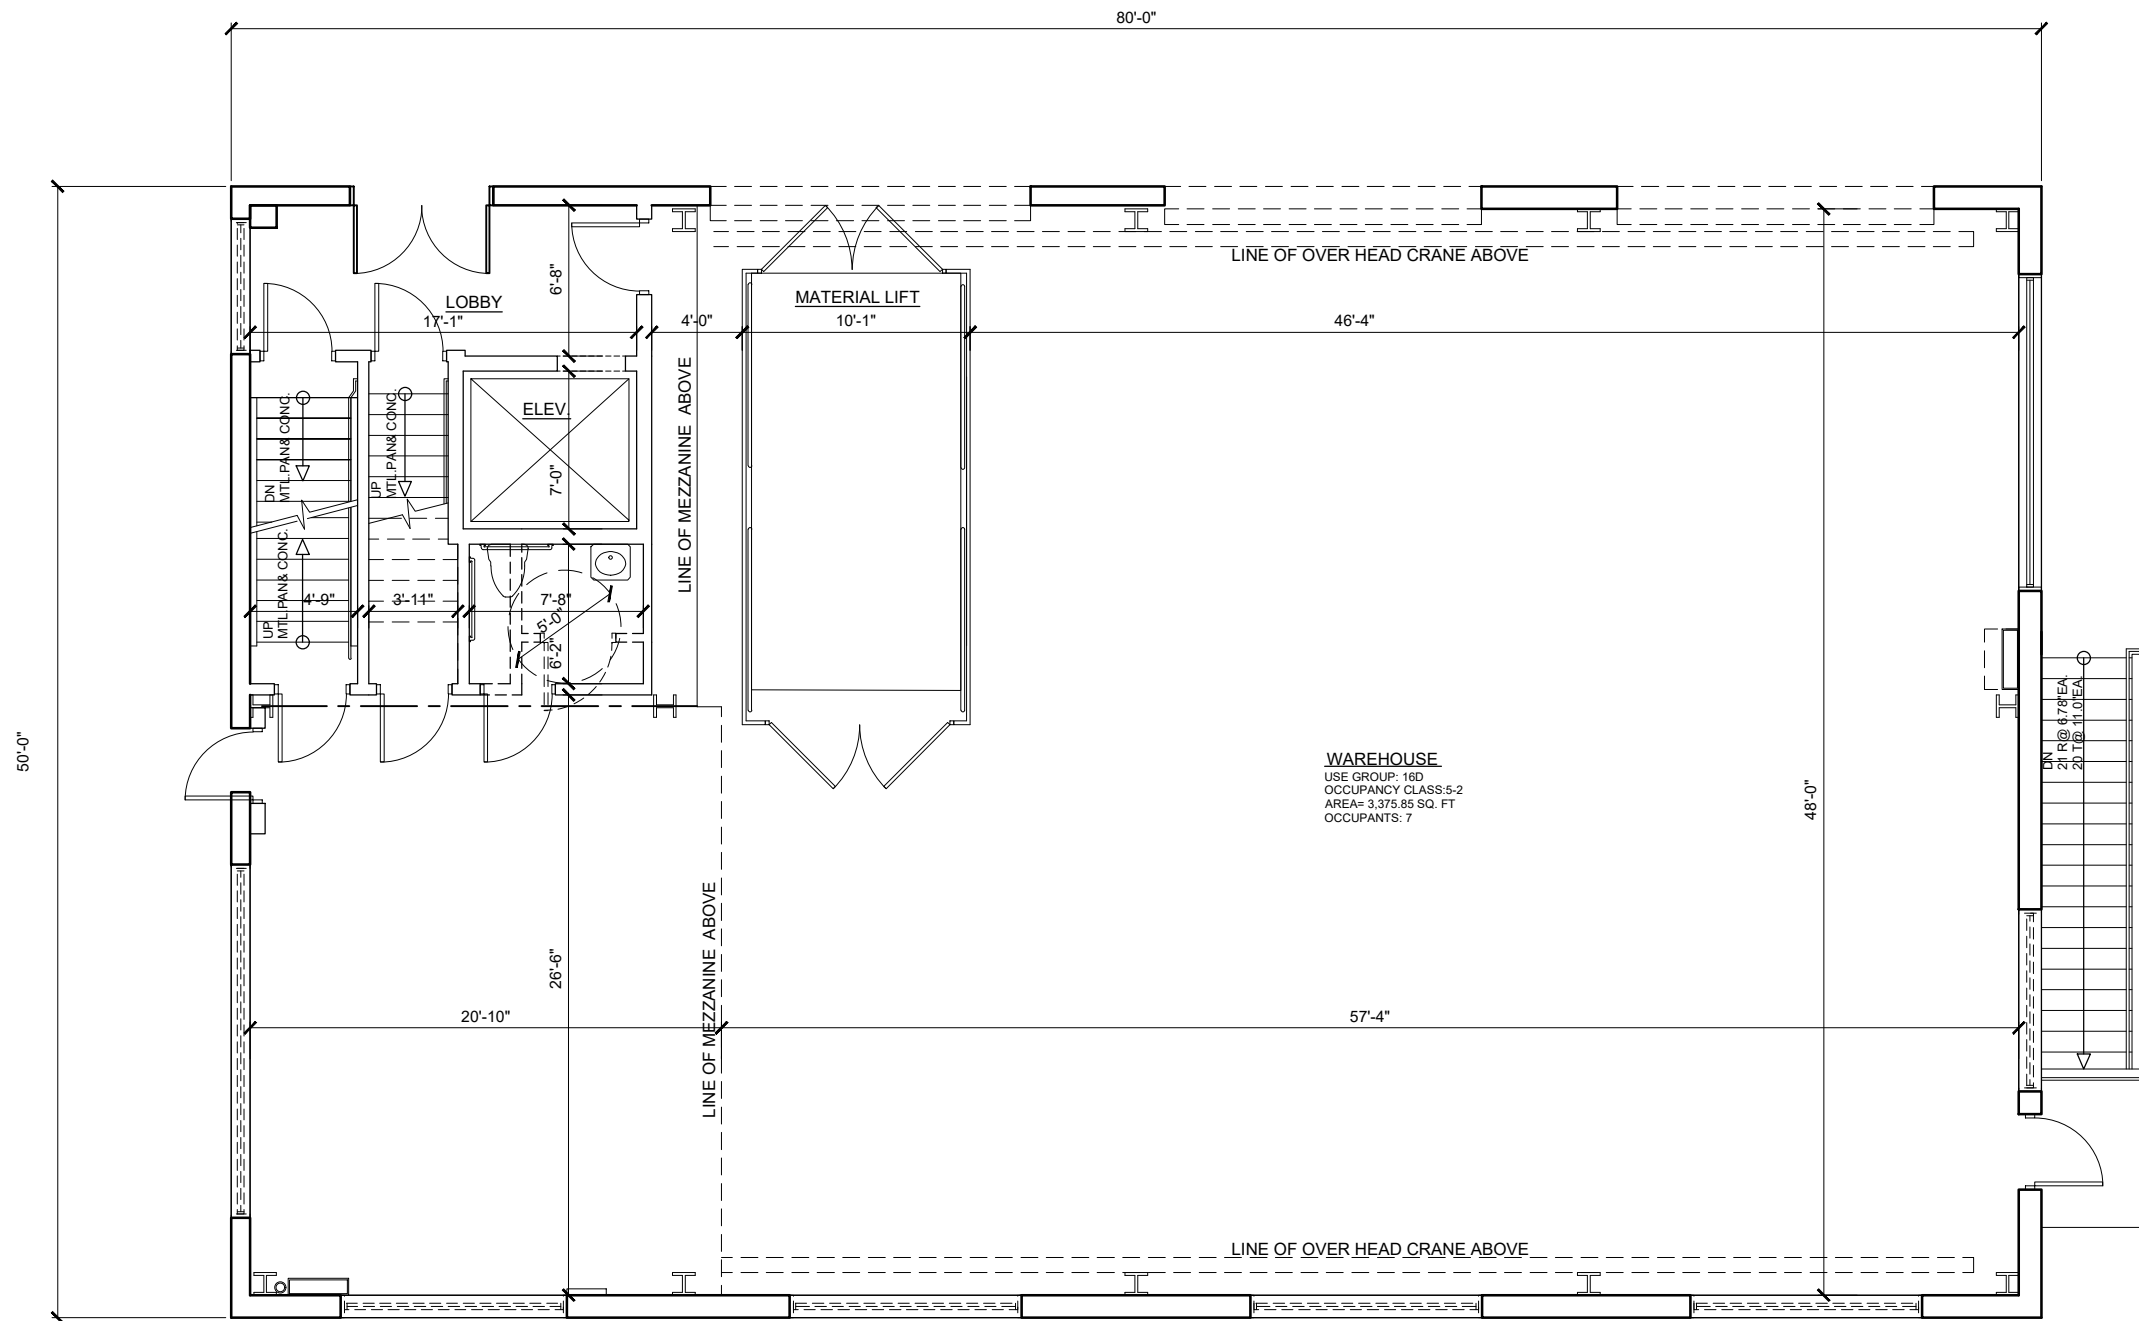 80'-0"
LINE OF OVER HEAD CRANE ABOVE
6'-8"
LOBBY
MATERIAL LIFT
17'-1"
4'-0"
10'-1"
46'-4"
ELEV.
DN
MTL.PAN& CONC.
UP
MTL.PAN& CONC.
7'-0"
LINE OF MEZZANINE ABOVE
UP
MTL.PAN& CONC.
4'-9"
3'-11"
7'-8"
5'-0"
6'-2"
50'-0"
WAREHOUSE
USE GROUP: 16D
OCCUPANCY CLASS:5-2
AREA= 3,375.85 SQ. FT
OCCUPANTS: 7
48'-0"
DN
21 R@ 6.78"EA.
20 T@ 11.0"EA.
26'-6"
LINE OF MEZZANINE ABOVE
20'-10"
57'-4"
LINE OF OVER HEAD CRANE ABOVE